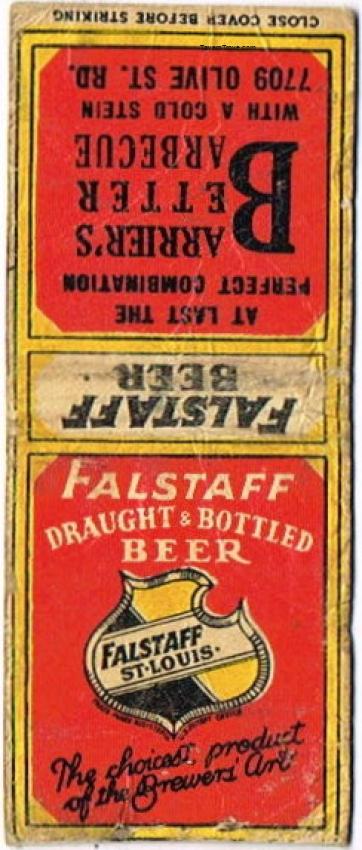 CLOSE COVER BEFORE STRIKING
AT LAST THE
PERFECT COMBINATION
BARRIER'S
BETTER
BARBECUE
WITH A COLD STEIN
7709 OLIVE ST. RD.
FALSTAFF
BEER
FALSTAFF
DRAUGHT & BOTTLED
BEER
FALSTAFF
ST. LOUIS.
The choicest product
of the Brewers' Art